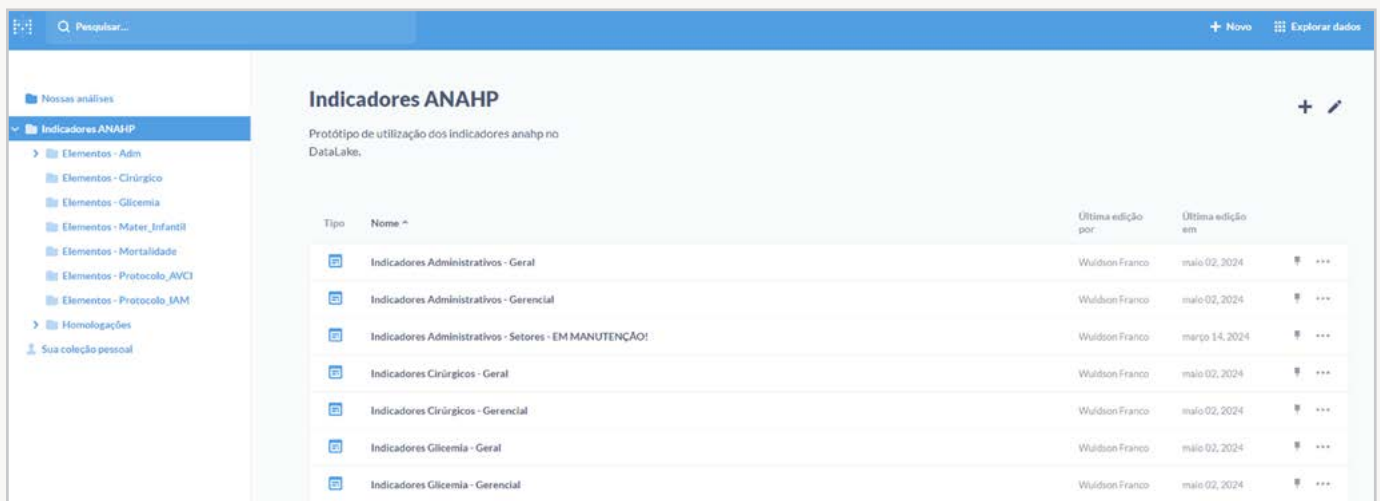 Pesquisar...
+ Novo
Explorar dados
Nossas análises
Indicadores ANAHP
Elementos - Adm
Elementos - Cirúrgico
Elementos - Glicemia
Elementos - Mater_Infantil
Elementos - Mortalidade
Elementos - Protocolo_AVCI
Elementos - Protocolo_IAM
Homologações
Sua coleção pessoal
Indicadores ANAHP
Protótipo de utilização dos indicadores anahp no
DataLake.
Tipo Nome Última edição por Última edição em
Indicadores Administrativos - Geral Wuldson Franco maio 02, 2024
Indicadores Administrativos - Gerencial Wuldson Franco maio 02, 2024
Indicadores Administrativos - Setores - EM MANUTENÇÃO! Wuldson Franco março 14, 2024
Indicadores Cirúrgicos - Geral Wuldson Franco maio 02, 2024
Indicadores Cirúrgicos - Gerencial Wuldson Franco maio 02, 2024
Indicadores Glicemia - Geral Wuldson Franco maio 02, 2024
Indicadores Glicemia - Gerencial Wuldson Franco maio 02, 2024